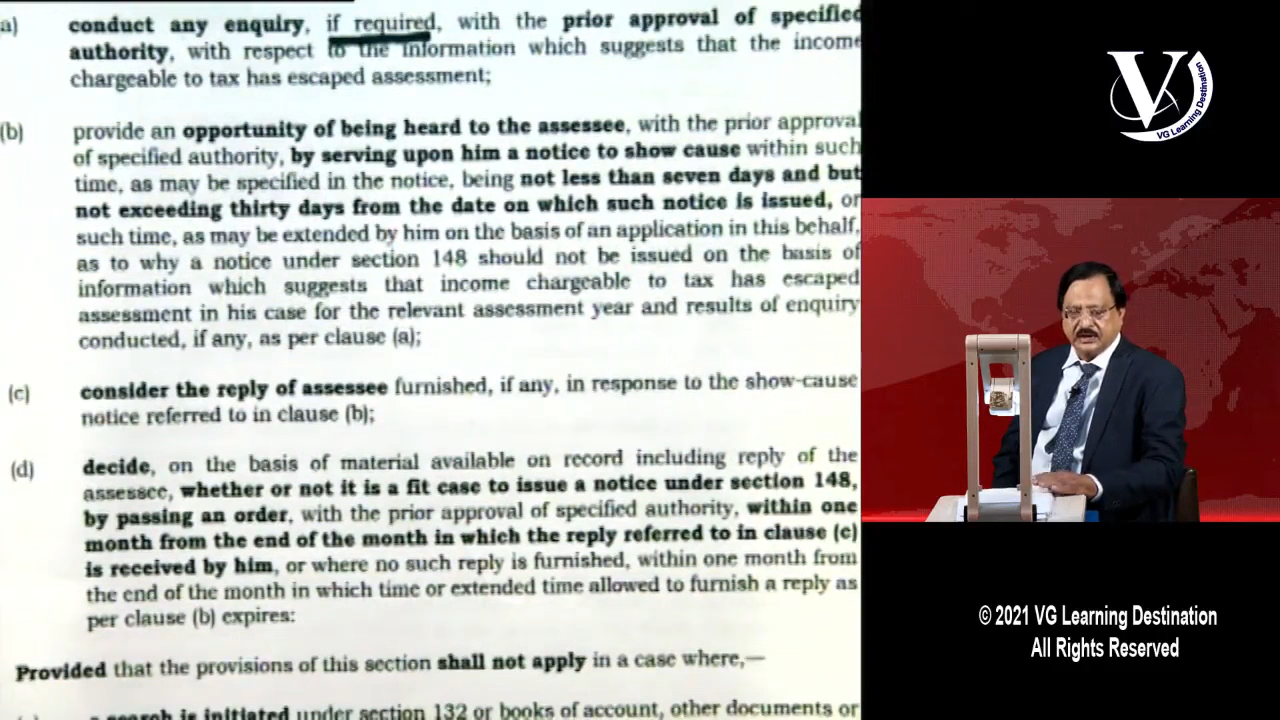 a) conduct any enquiry, if required, with the prior approval of specified
authority, with respect to the information which suggests that the income
chargeable to tax has escaped assessment;
(b) provide an opportunity of being heard to the assessee, with the prior approval
of specified authority, by serving upon him a notice to show cause within such
time, as may be specified in the notice, being not less than seven days and but
not exceeding thirty days from the date on which such notice is issued, or
such time, as may be extended by him on the basis of an application in this behalf,
as to why a notice under section 148 should not be issued on the basis of
information which suggests that income chargeable to tax has escaped
assessment in his case for the relevant assessment year and results of enquiry
conducted, if any, as per clause (a);
(c) consider the reply of assessee furnished, if any, in response to the show-cause
notice referred to in clause (b);
(d) decide, on the basis of material available on record including reply of the
assessee, whether or not it is a fit case to issue a notice under section 148,
by passing an order, with the prior approval of specified authority, within one
month from the end of the month in which the reply referred to in clause (c)
is received by him, or where no such reply is furnished, within one month from
the end of the month in which time or extended time allowed to furnish a reply as
per clause (b) expires:
Provided that the provisions of this section shall not apply in a case where,—
a search is initiated under section 132 or books of account, other documents or
V
VG Learning Destination
© 2021 VG Learning Destination
All Rights Reserved